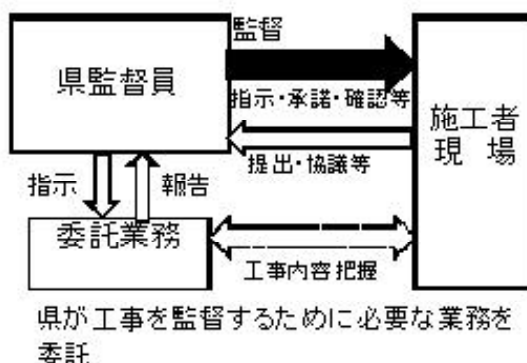 監督
県監督員
指示・承諾・確認等
施工者
現場
提出・協議等
指示
報告
委託業務
工事内容把握
県が工事を監督するために必要な業務を
委託